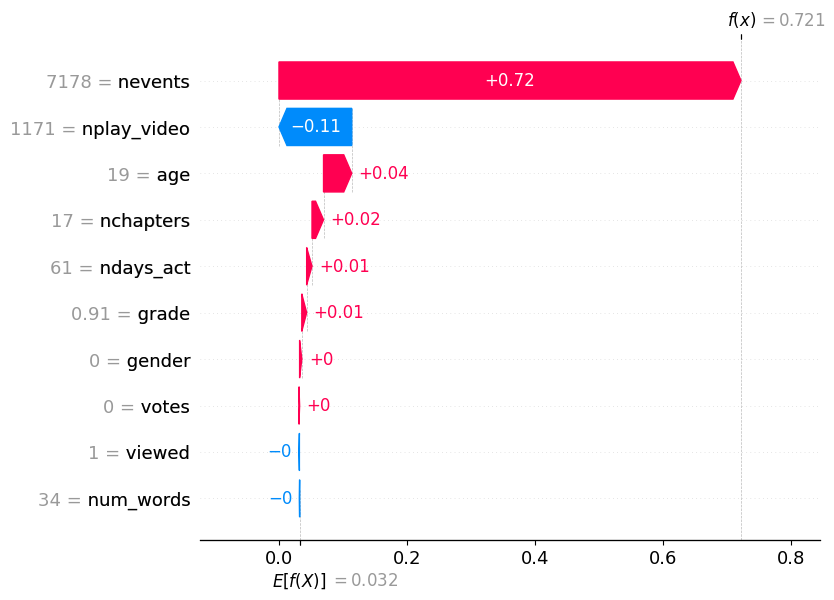 f(x) = 0.721
7178 = nevents
+0.72
1171 = nplay_video
−0.11
19 = age
+0.04
17 = nchapters
+0.02
61 = ndays_act
+0.01
0.91 = grade
+0.01
0 = gender
+0
0 = votes
+0
1 = viewed
−0
34 = num_words
−0
0.0 0.2 0.4 0.6 0.8
E[f(X)] = 0.032